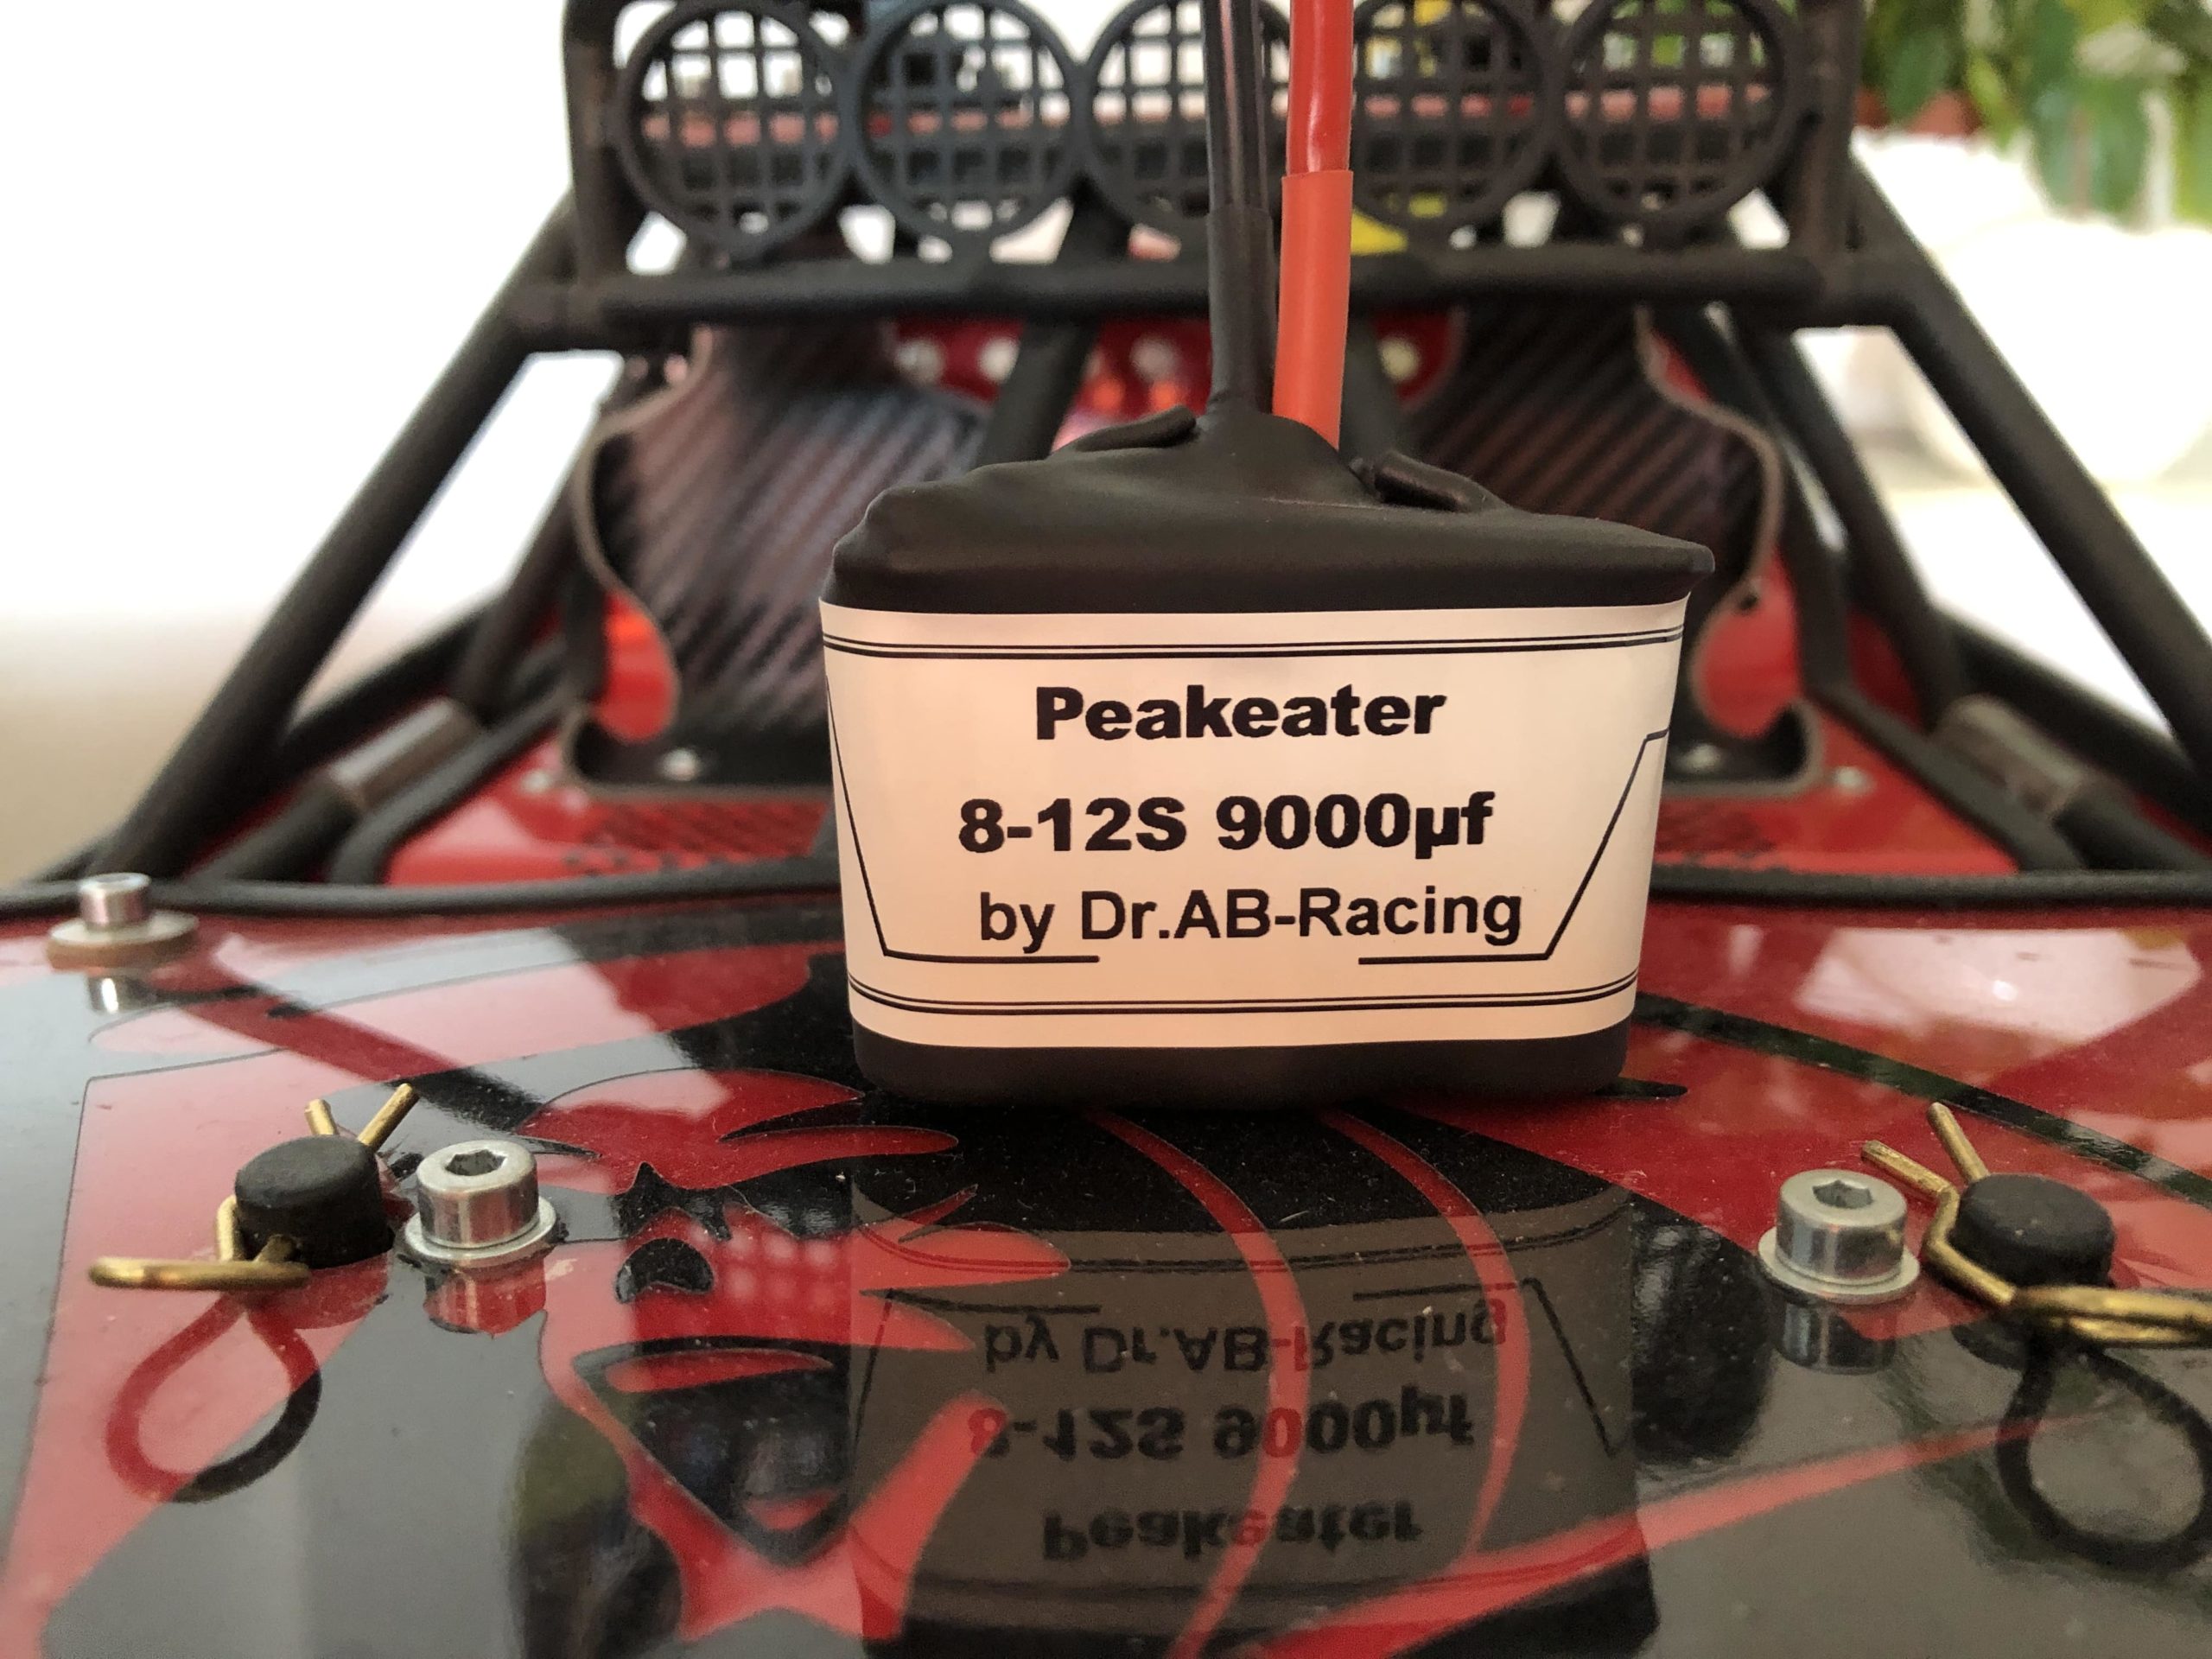 Peakeater
8-12S 9000µf
by Dr.AB-Racing